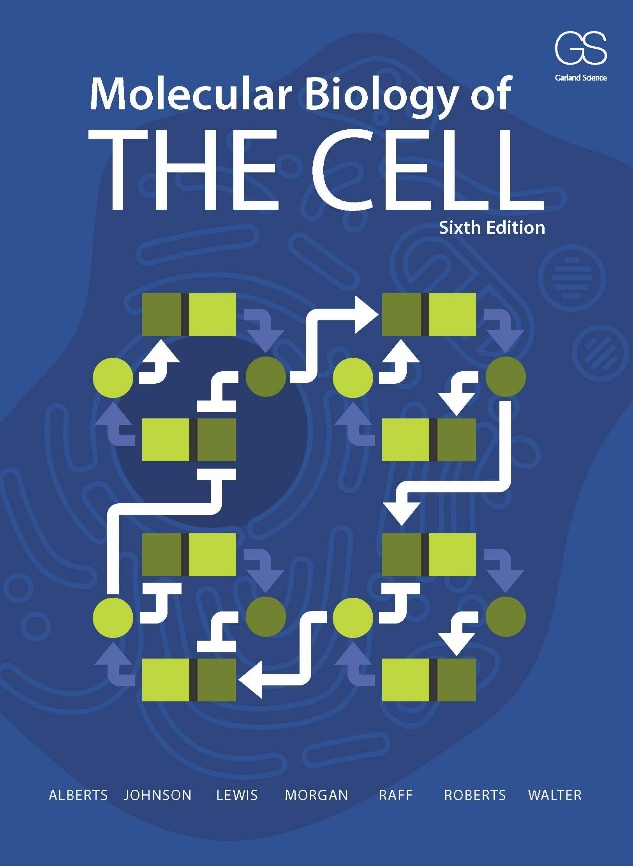 GS
Garland Science
Molecular Biology of
THE CELL
Sixth Edition
ALBERTS JOHNSON LEWIS MORGAN RAFF ROBERTS WALTER